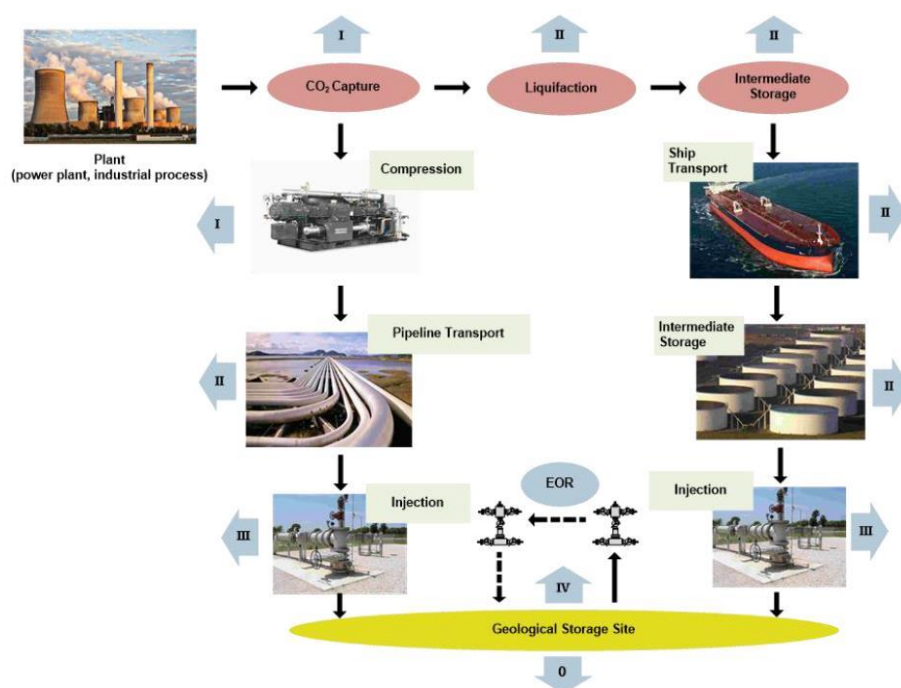 I
II
II
CO₂ Capture
Liquifaction
Intermediate
Storage
Plant
(power plant, industrial process)
Compression
Ship
Transport
I
II
Pipeline Transport
Intermediate
Storage
II
II
EOR
Injection
Injection
III
III
IV
Geological Storage Site
0